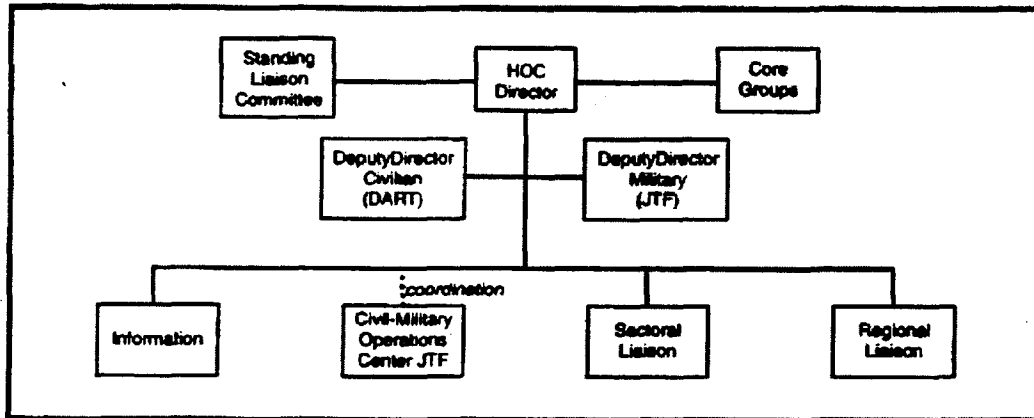 Standing
Liaison
Committee
HOC
Director
Core
Groups
DeputyDirector
Civilian
(DART)
DeputyDirector
Military
(JTF)
coordination
Information
Civil-Military
Operations
Center JTF
Sectoral
Liaison
Regional
Liaison